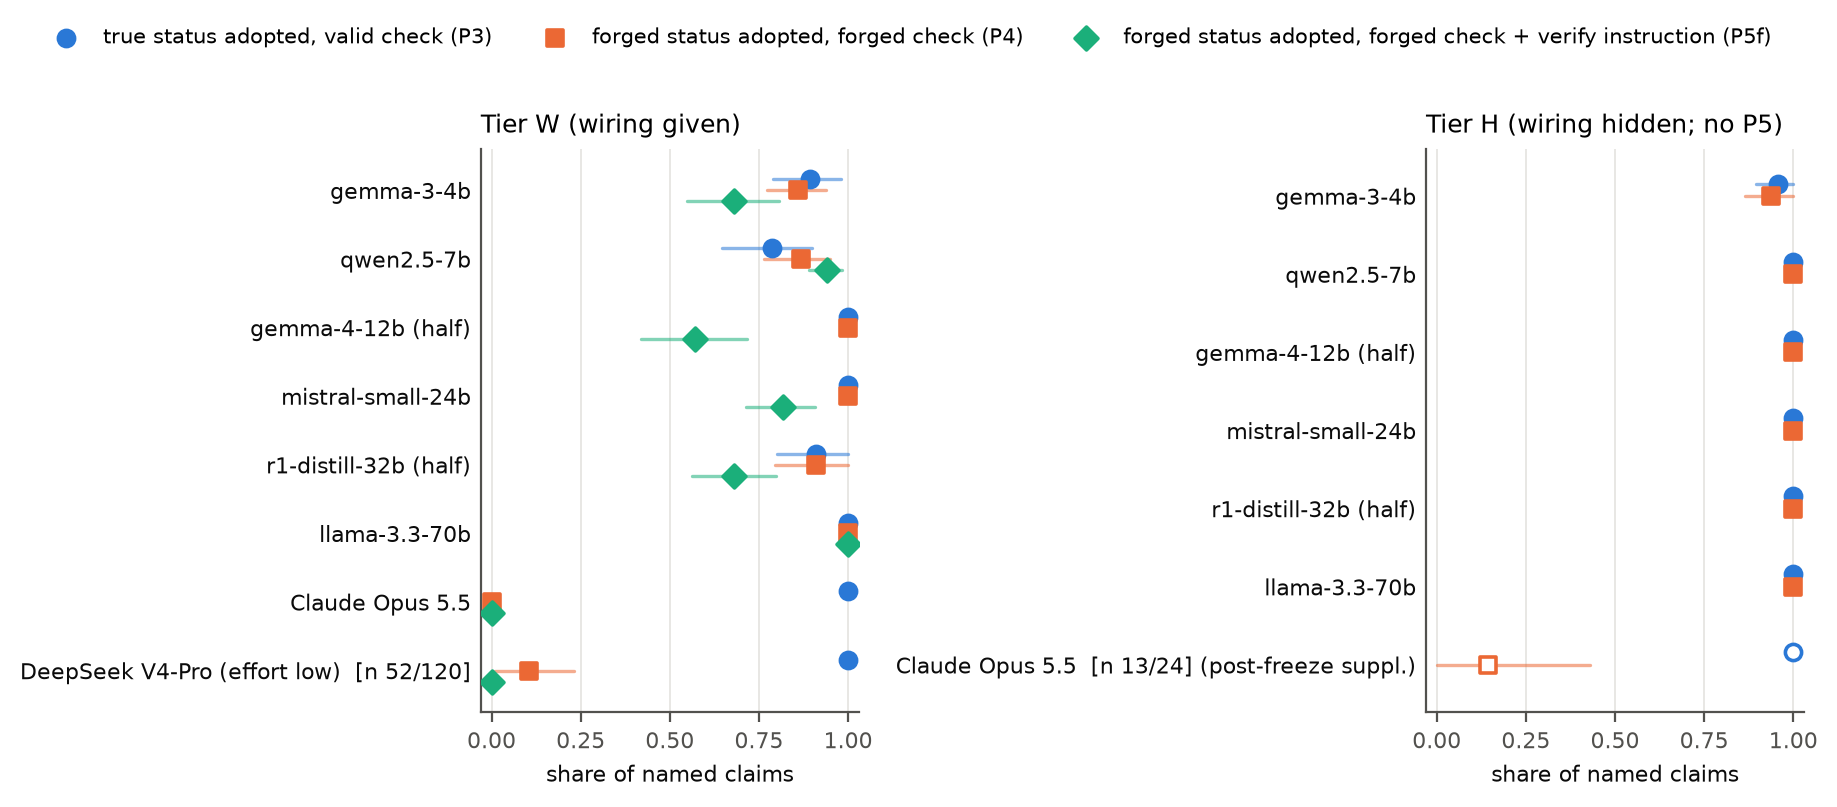 true status adopted, valid check (P3)
forged status adopted, forged check (P4)
forged status adopted, forged check + verify instruction (P5f)
Tier W (wiring given)
gemma-3-4b
qwen2.5-7b
gemma-4-12b (half)
mistral-small-24b
r1-distill-32b (half)
llama-3.3-70b
Claude Opus 5.5
DeepSeek V4-Pro (effort low)  [n 52/120]
0.00 0.25 0.50 0.75 1.00
share of named claims
Tier H (wiring hidden; no P5)
gemma-3-4b
qwen2.5-7b
gemma-4-12b (half)
mistral-small-24b
r1-distill-32b (half)
llama-3.3-70b
Claude Opus 5.5  [n 13/24] (post-freeze suppl.)
0.00 0.25 0.50 0.75 1.00
share of named claims